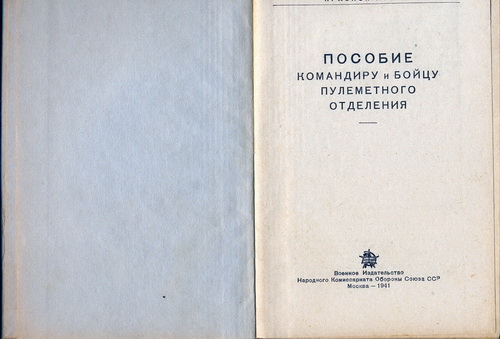 ПОСОБИЕ
КОМАНДИРУ и БОЙЦУ
ПУЛЕМЕТНОГО
ОТДЕЛЕНИЯ
Военное Издательство
Народного Комиссариата Обороны Союза ССР
Москва — 1941